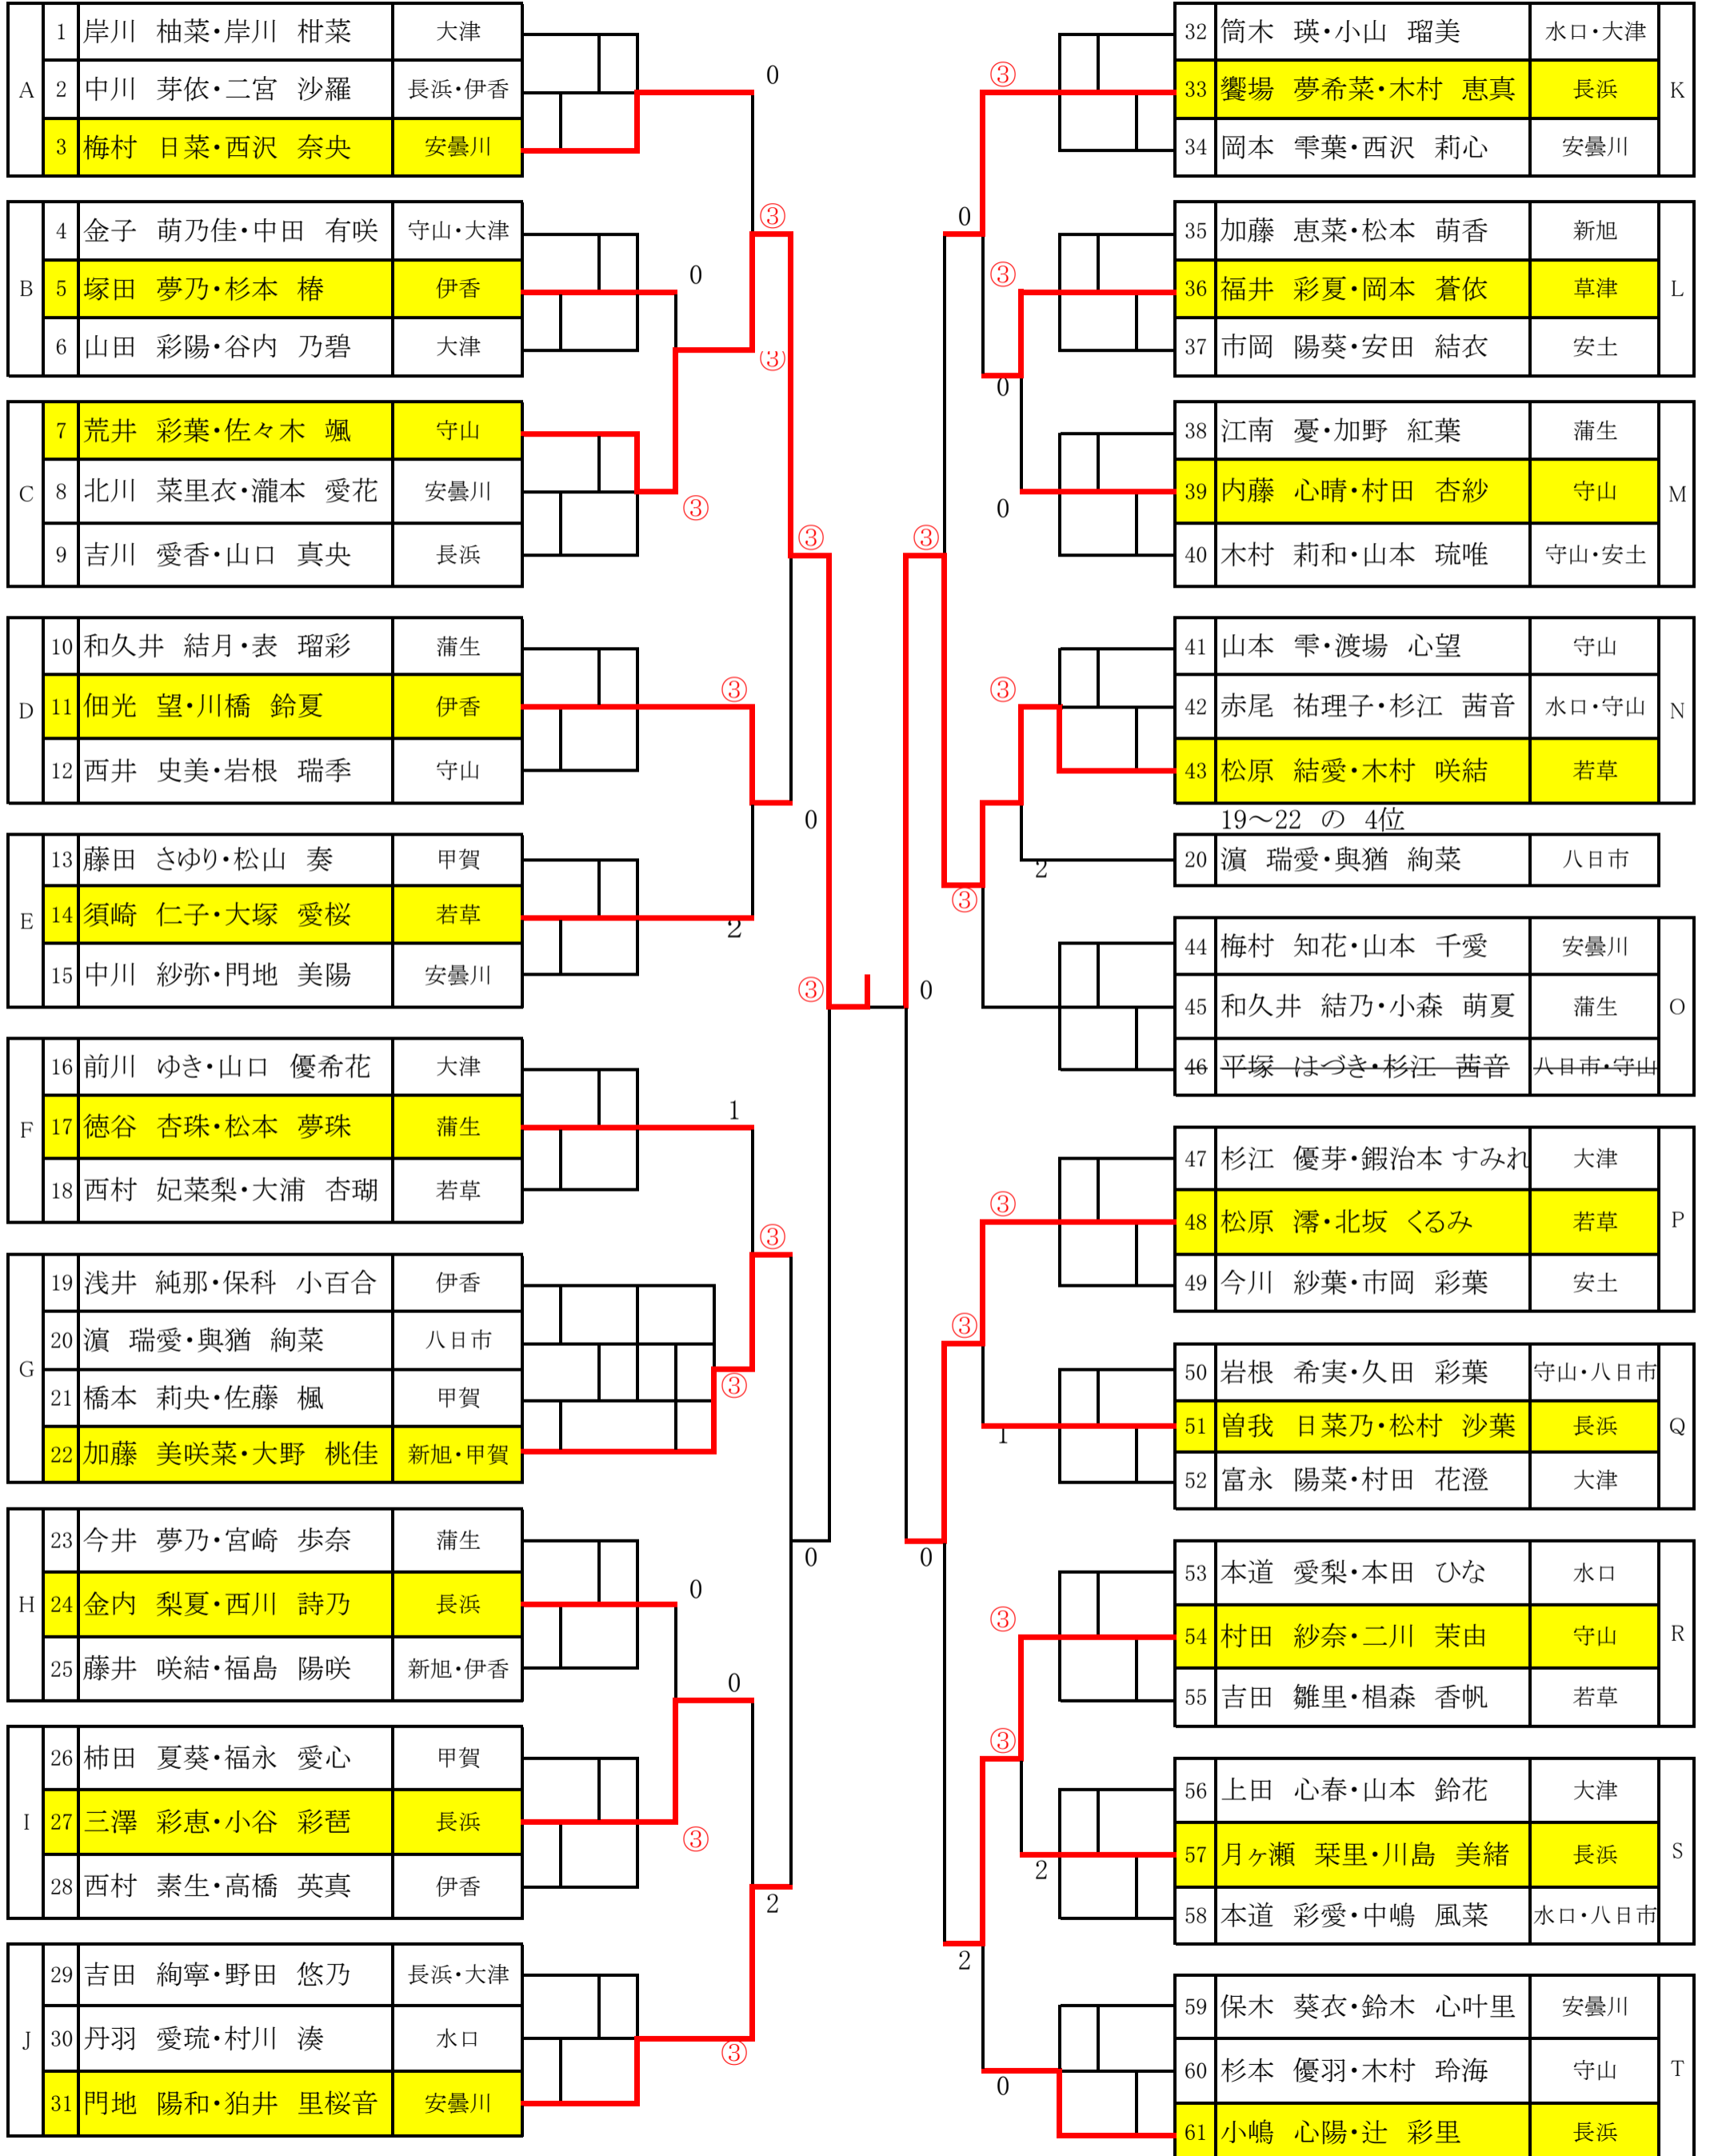 A
1 岸川 柚菜・岸川 柑菜 大津
2 中川 芽依・二宮 沙羅 長浜・伊香
3 梅村 日菜・西沢 奈央 安曇川
0
B
4 金子 萌乃佳・中田 有咲 守山・大津
5 塚田 夢乃・杉本 椿 伊香
6 山田 彩陽・谷内 乃碧 大津
③
0
③
C
7 荒井 彩葉・佐々木 颯 守山
8 北川 菜里衣・瀧本 愛花 安曇川
9 吉川 愛香・山口 真央 長浜
③
③
D
10 和久井 結月・表 瑠彩 蒲生
11 佃光 望・川橋 鈴夏 伊香
12 西井 史美・岩根 瑞季 守山
③
0
E
13 藤田 さゆり・松山 奏 甲賀
14 須崎 仁子・大塚 愛桜 若草
15 中川 紗弥・門地 美陽 安曇川
2
③
F
16 前川 ゆき・山口 優希花 大津
17 徳谷 杏珠・松本 夢珠 蒲生
18 西村 妃菜梨・大浦 杏瑚 若草
1
③
G
19 浅井 純那・保科 小百合 伊香
20 濵 瑞愛・與猶 絢菜 八日市
21 橋本 莉央・佐藤 楓 甲賀
22 加藤 美咲菜・大野 桃佳 新旭・甲賀
③
H
23 今井 夢乃・宮崎 歩奈 蒲生
24 金内 梨夏・西川 詩乃 長浜
25 藤井 咲結・福島 陽咲 新旭・伊香
0
0
0
I
26 柿田 夏葵・福永 愛心 甲賀
27 三澤 彩恵・小谷 彩琶 長浜
28 西村 素生・高橋 英真 伊香
③
2
J
29 吉田 絢寧・野田 悠乃 長浜・大津
30 丹羽 愛琉・村川 湊 水口
31 門地 陽和・狛井 里桜音 安曇川
③
32 筒木 瑛・小山 瑠美 水口・大津
33 饗場 夢希菜・木村 恵真 長浜
34 岡本 雫葉・西沢 莉心 安曇川
K
③
0
35 加藤 恵菜・松本 萌香 新旭
36 福井 彩夏・岡本 蒼依 草津
37 市岡 陽葵・安田 結衣 安土
L
③
0
38 江南 憂・加野 紅葉 蒲生
39 内藤 心晴・村田 杏紗 守山
40 木村 莉和・山本 琉唯 守山・安土
M
0
③
41 山本 雫・渡場 心望 守山
42 赤尾 祐理子・杉江 茜音 水口・守山
43 松原 結愛・木村 咲結 若草
N
③
19～22 の 4位
20 濵 瑞愛・與猶 絢菜 八日市
2
③
44 梅村 知花・山本 千愛 安曇川
45 和久井 結乃・小森 萌夏 蒲生
46 平塚 はづき・杉江 茜音 八日市・守山
O
0
47 杉江 優芽・鍜治本 すみれ 大津
48 松原 澪・北坂 くるみ 若草
49 今川 紗葉・市岡 彩葉 安土
P
③
③
50 岩根 希実・久田 彩葉 守山・八日市
51 曽我 日菜乃・松村 沙葉 長浜
52 富永 陽菜・村田 花澄 大津
Q
1
0
53 本道 愛梨・本田 ひな 水口
54 村田 紗奈・二川 茉由 守山
55 吉田 雛里・椙森 香帆 若草
R
③
③
56 上田 心春・山本 鈴花 大津
57 月ヶ瀬 栞里・川島 美緒 長浜
58 本道 彩愛・中嶋 風菜 水口・八日市
S
2
2
59 保木 葵衣・鈴木 心叶里 安曇川
60 杉本 優羽・木村 玲海 守山
61 小嶋 心陽・辻 彩里 長浜
T
0